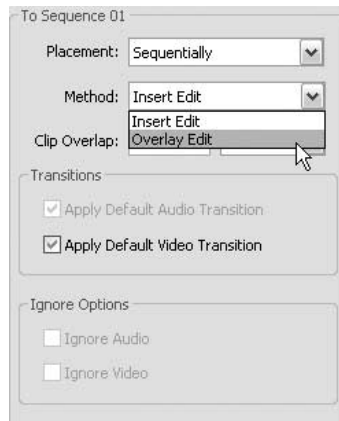 To Sequence 01
Placement: Sequentially
Method: Insert Edit
Insert Edit
Clip Overlap: Overlay Edit
Transitions
Apply Default Audio Transition
Apply Default Video Transition
Ignore Options
Ignore Audio
Ignore Video